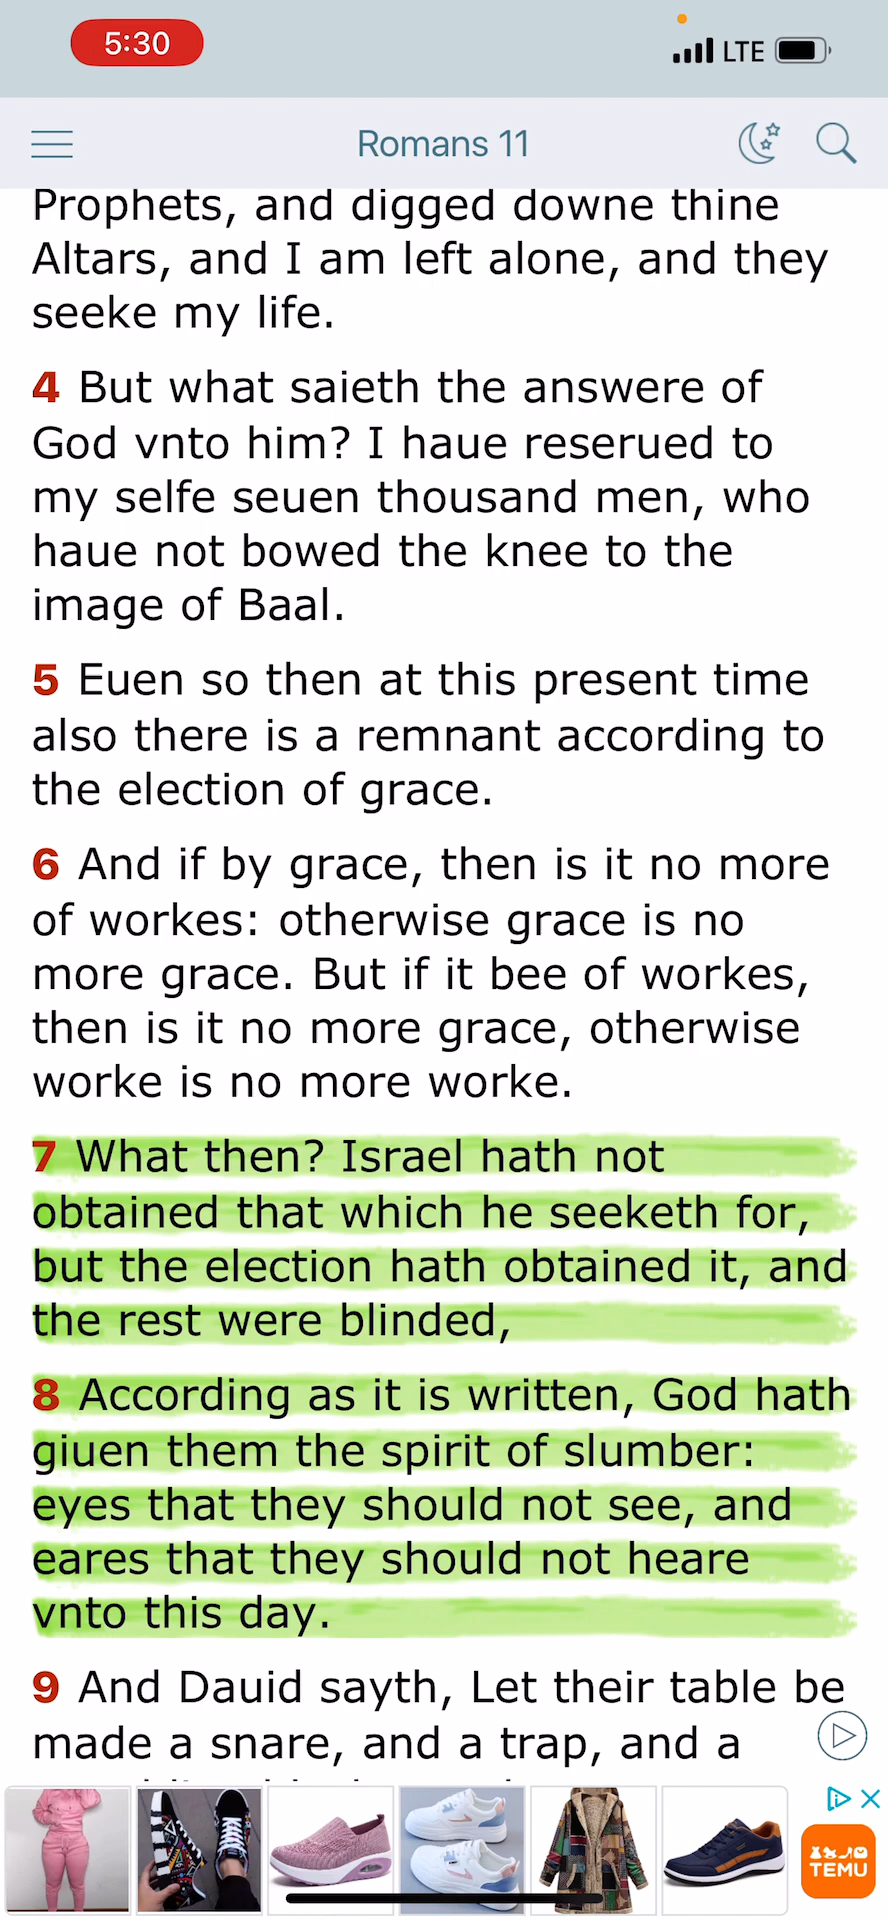 5:30
LTE
Romans 11
Prophets, and digged downe thine
Altars, and I am left alone, and they
seeke my life.
4 But what saieth the answere of
God vnto him? I haue reserued to
my selfe seuen thousand men, who
haue not bowed the knee to the
image of Baal.
5 Euen so then at this present time
also there is a remnant according to
the election of grace.
6 And if by grace, then is it no more
of workes: otherwise grace is no
more grace. But if it bee of workes,
then is it no more grace, otherwise
worke is no more worke.
7 What then? Israel hath not
obtained that which he seeketh for,
but the election hath obtained it, and
the rest were blinded,
8 According as it is written, God hath
giuen them the spirit of slumber:
eyes that they should not see, and
eares that they should not heare
vnto this day.
9 And Dauid sayth, Let their table be
made a snare, and a trap, and a
TEMU